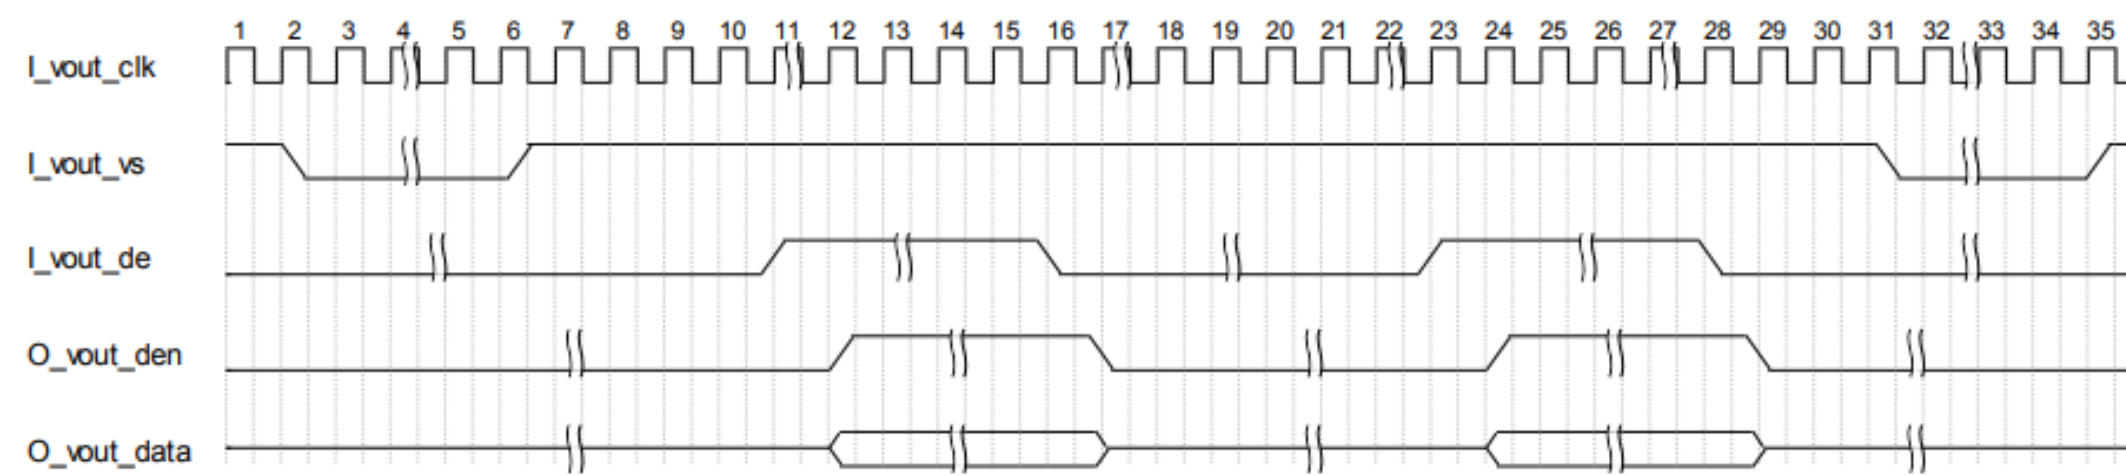 1 2 3 4 5 6 7 8 9 10 11 12 13 14 15 16 17 18 19 20 21 22 23 24 25 26 27 28 29 30 31 32 33 34 35
I_vout_clk
I_vout_vs
I_vout_de
O_vout_den
O_vout_data